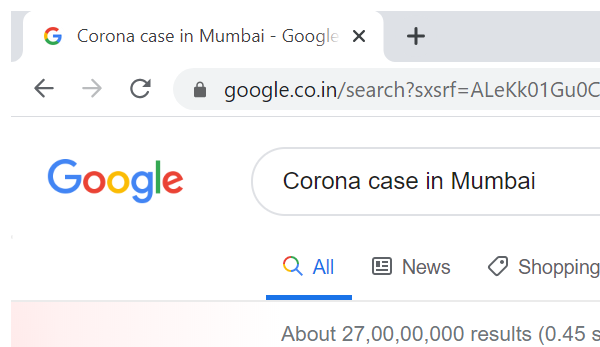 Corona case in Mumbai - Google
google.co.in/search?sxsrf=ALeKk01Gu0C
Google
Corona case in Mumbai
All News Shopping
About 27,00,00,000 results (0.45 s